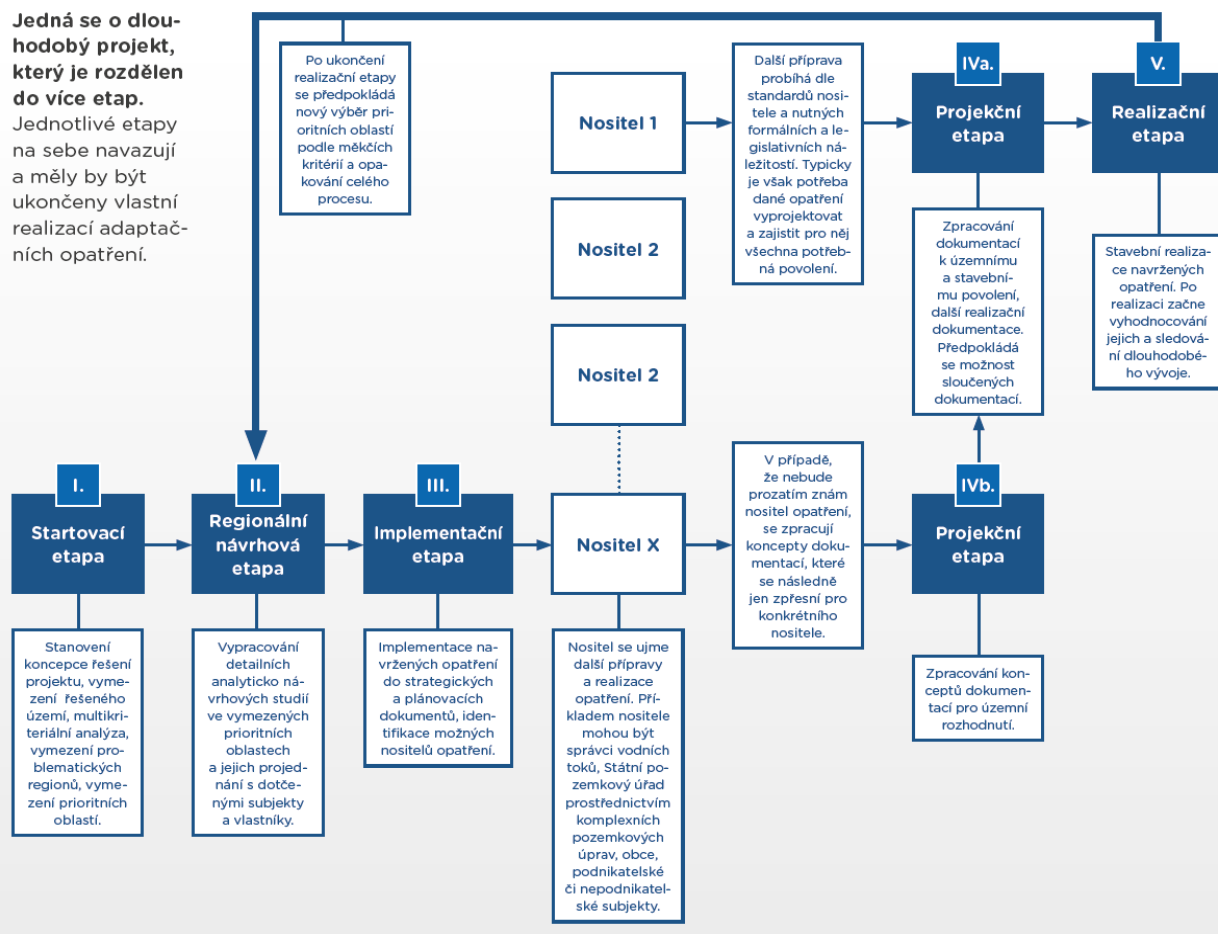 Jedná se o dlou-
hodobý projekt,
který je rozdělen
do více etap.
Jednotlivé etapy
na sebe navazují
a měly by být
ukončeny vlastní
realizací adaptač-
ních opatření.
Po ukončení
realizační etapy
se předpokládá
nový výběr pri-
oritních oblastí
podle měkčích
kritérií a opa-
kování celého
procesu.
Nositel 1
Další příprava
probíhá dle
standardů nosi-
tele a nutných
formálních a le-
gislativních ná-
ležitostí. Typicky
je však potřeba
dané opatření
vyprojektovat
a zajistit pro něj
všechna potřeb-
ná povolení.
IVa.
Projekční
etapa
V.
Realizační
etapa
Nositel 2
Zpracování
dokumentací
k územnímu
a stavební-
mu povolení,
další realizační
dokumentace.
Předpokládá
se možnost
sloučených
dokumentací.
Stavební realiza-
ce navržených
opatření. Po
realizaci začne
vyhodnocování
jejich a sledová-
ní dlouhodobé-
ho vývoje.
Nositel 2
I.
Startovací
etapa
II.
Regionální
návrhová
etapa
III.
Implementační
etapa
Nositel X
V případě,
že nebude
prozatím znám
nositel opatření,
se zpracují
koncepty doku-
mentací, které
se následně
jen zpřesní pro
konkrétního
nositele.
IVb.
Projekční
etapa
Stanovení
koncepce řešení
projektu, vyme-
zení řešeného
území, multikri-
teriální analýza,
vymezení pro-
blematických
regionů, vyme-
zení prioritních
oblastí.
Vypracování
detailních
analyticko ná-
vrhových studií
ve vymezených
prioritních
oblastech
a jejich projed-
nání s dotče-
nými subjekty
a vlastníky.
Implementace na-
vržených opatření
do strategických
a plánovacích
dokumentů, iden-
tifikace možných
nositelů opatření.
Nositel se ujme
další přípravy
a realizace
opatření. Pří-
kladem nositele
mohou být
správci vodních
toků, Státní po-
zemkový úřad
prostřednictvím
komplexních
pozemkových
úprav, obce,
podnikatelské
či nepodnikatel-
ské subjekty.
Zpracování kon-
ceptů dokumen-
tací pro územní
rozhodnutí.